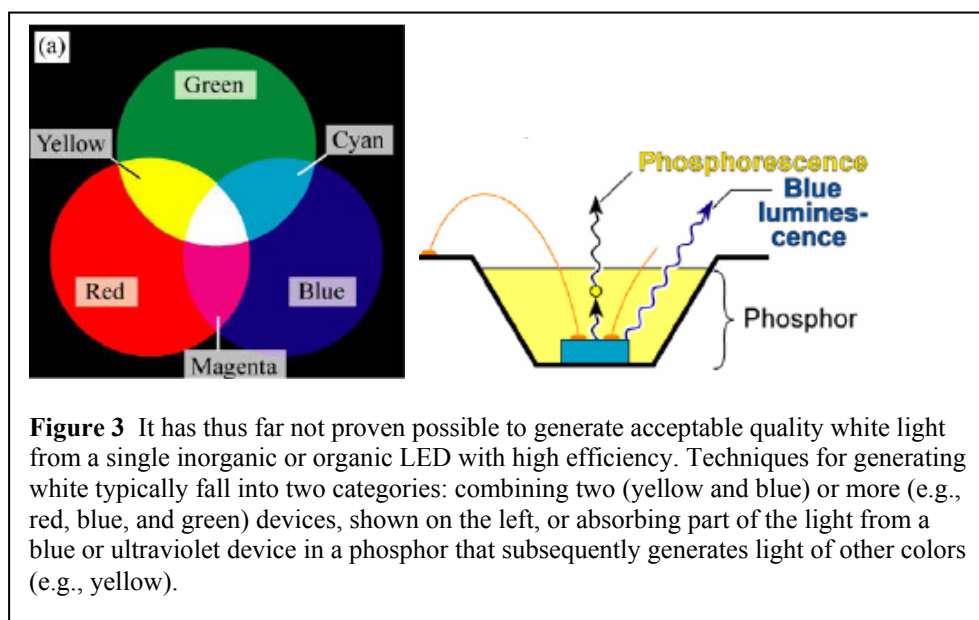 (a)
Green
Yellow
Cyan
Red
Blue
Magenta
Phosphorescence
Blue
lumines-
cence
Phosphor
Figure 3 It has thus far not proven possible to generate acceptable quality white light
from a single inorganic or organic LED with high efficiency. Techniques for generating
white typically fall into two categories: combining two (yellow and blue) or more (e.g.,
red, blue, and green) devices, shown on the left, or absorbing part of the light from a
blue or ultraviolet device in a phosphor that subsequently generates light of other colors
(e.g., yellow).